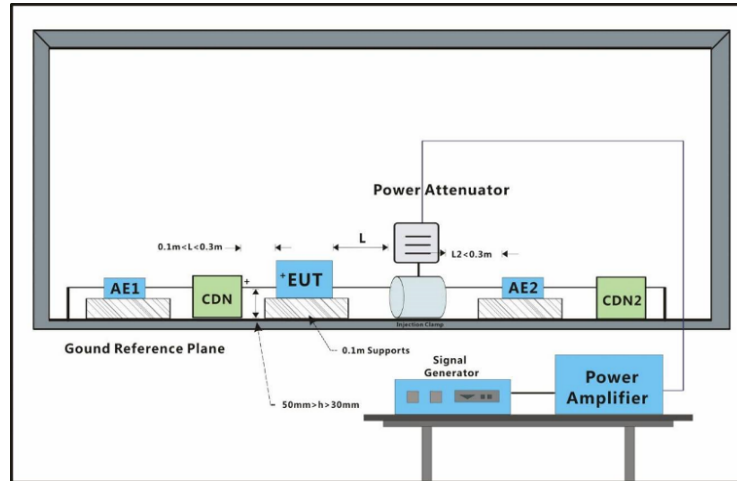 Power Attenuator
0.1m<L<0.3m
L
L2<0.3m
+EUT
+
AE1
CDN
AE2
CDN2
Injection Clamp
Gound Reference Plane
0.1m Supports
50mm>h>30mm
Signal
Generator
Power
Amplifier